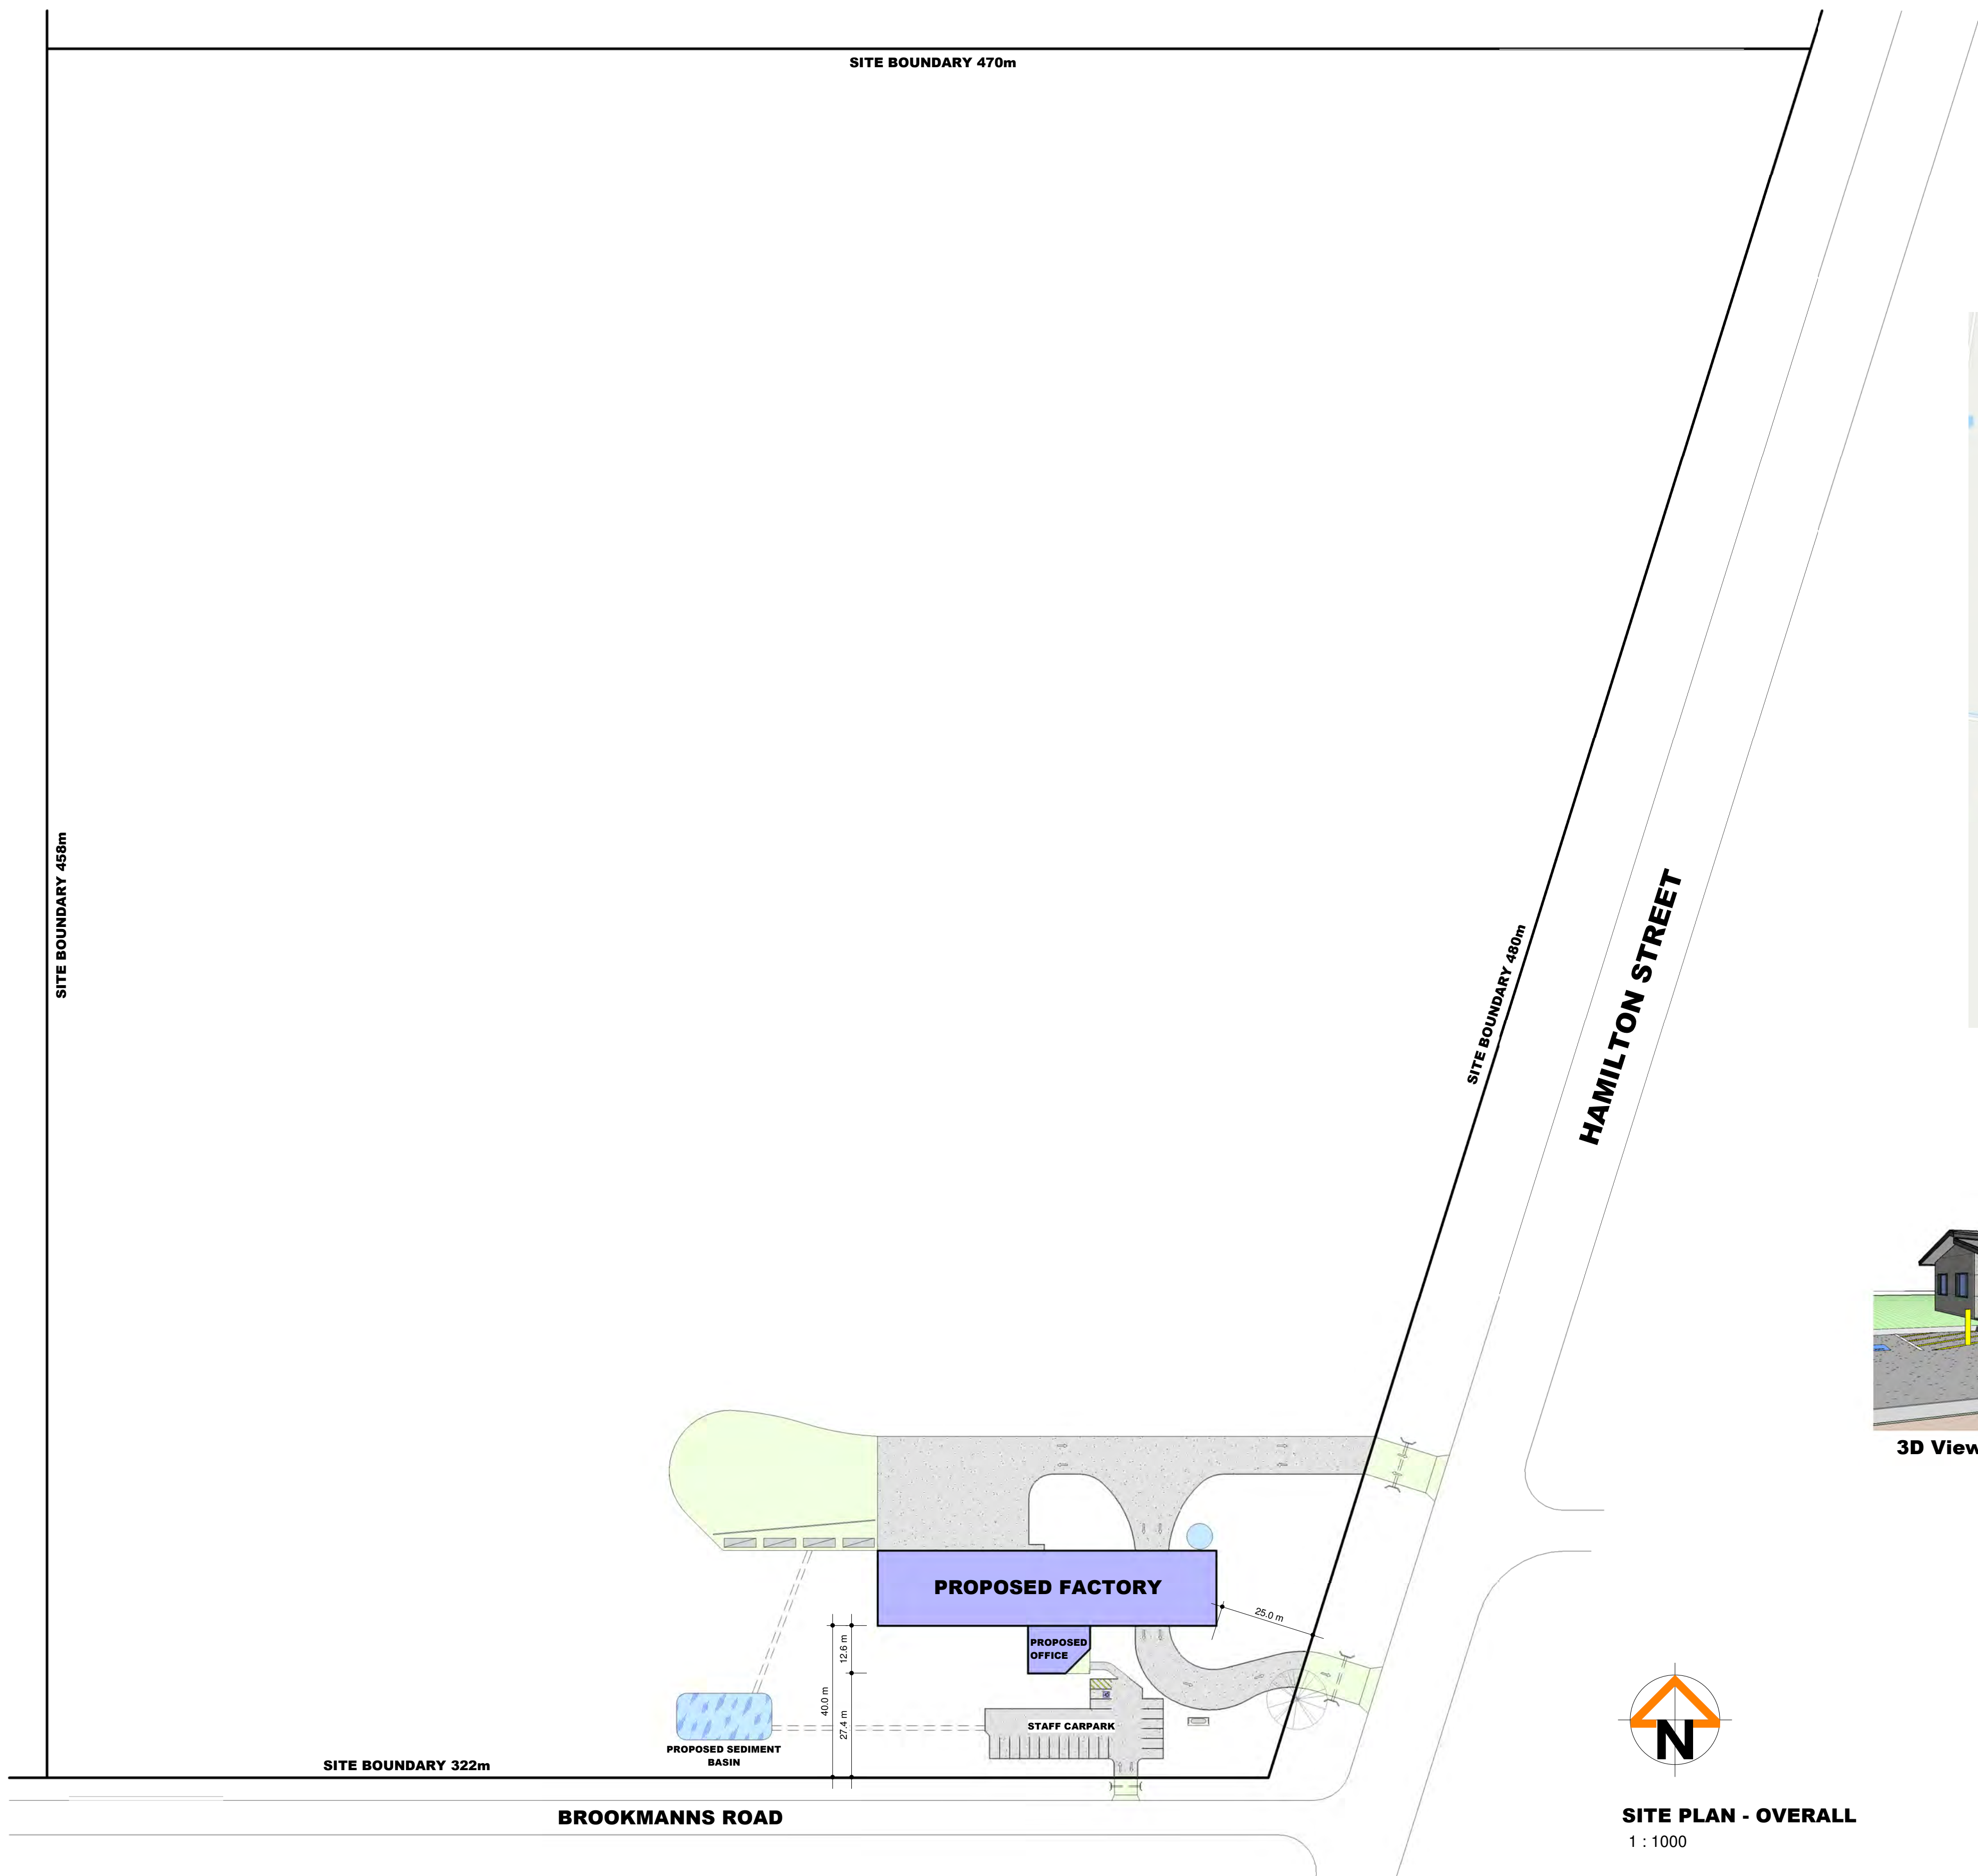 SITE BOUNDARY 470m
SITE BOUNDARY 458m
SITE BOUNDARY 480m
HAMILTON STREET
3D View
PROPOSED FACTORY
25.0 m
PROPOSED
OFFICE
12.6 m
40.0 m
27.4 m
STAFF CARPARK
PROPOSED SEDIMENT
BASIN
SITE BOUNDARY 322m
BROOKMANNS ROAD
N
SITE PLAN - OVERALL
1 : 1000